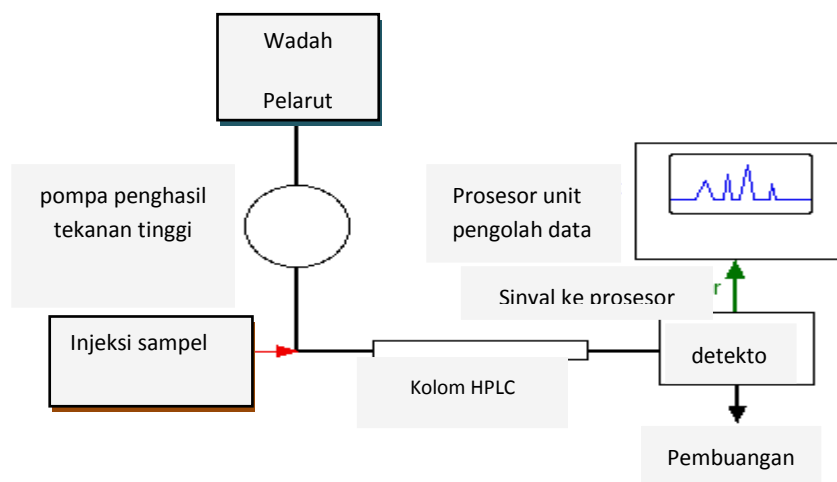 Wadah
Pelarut
pompa penghasil
tekanan tinggi
Prosesor unit
pengolah data
Sinyal ke prosesor
r
Injeksi sampel
detekto
Kolom HPLC
Pembuangan